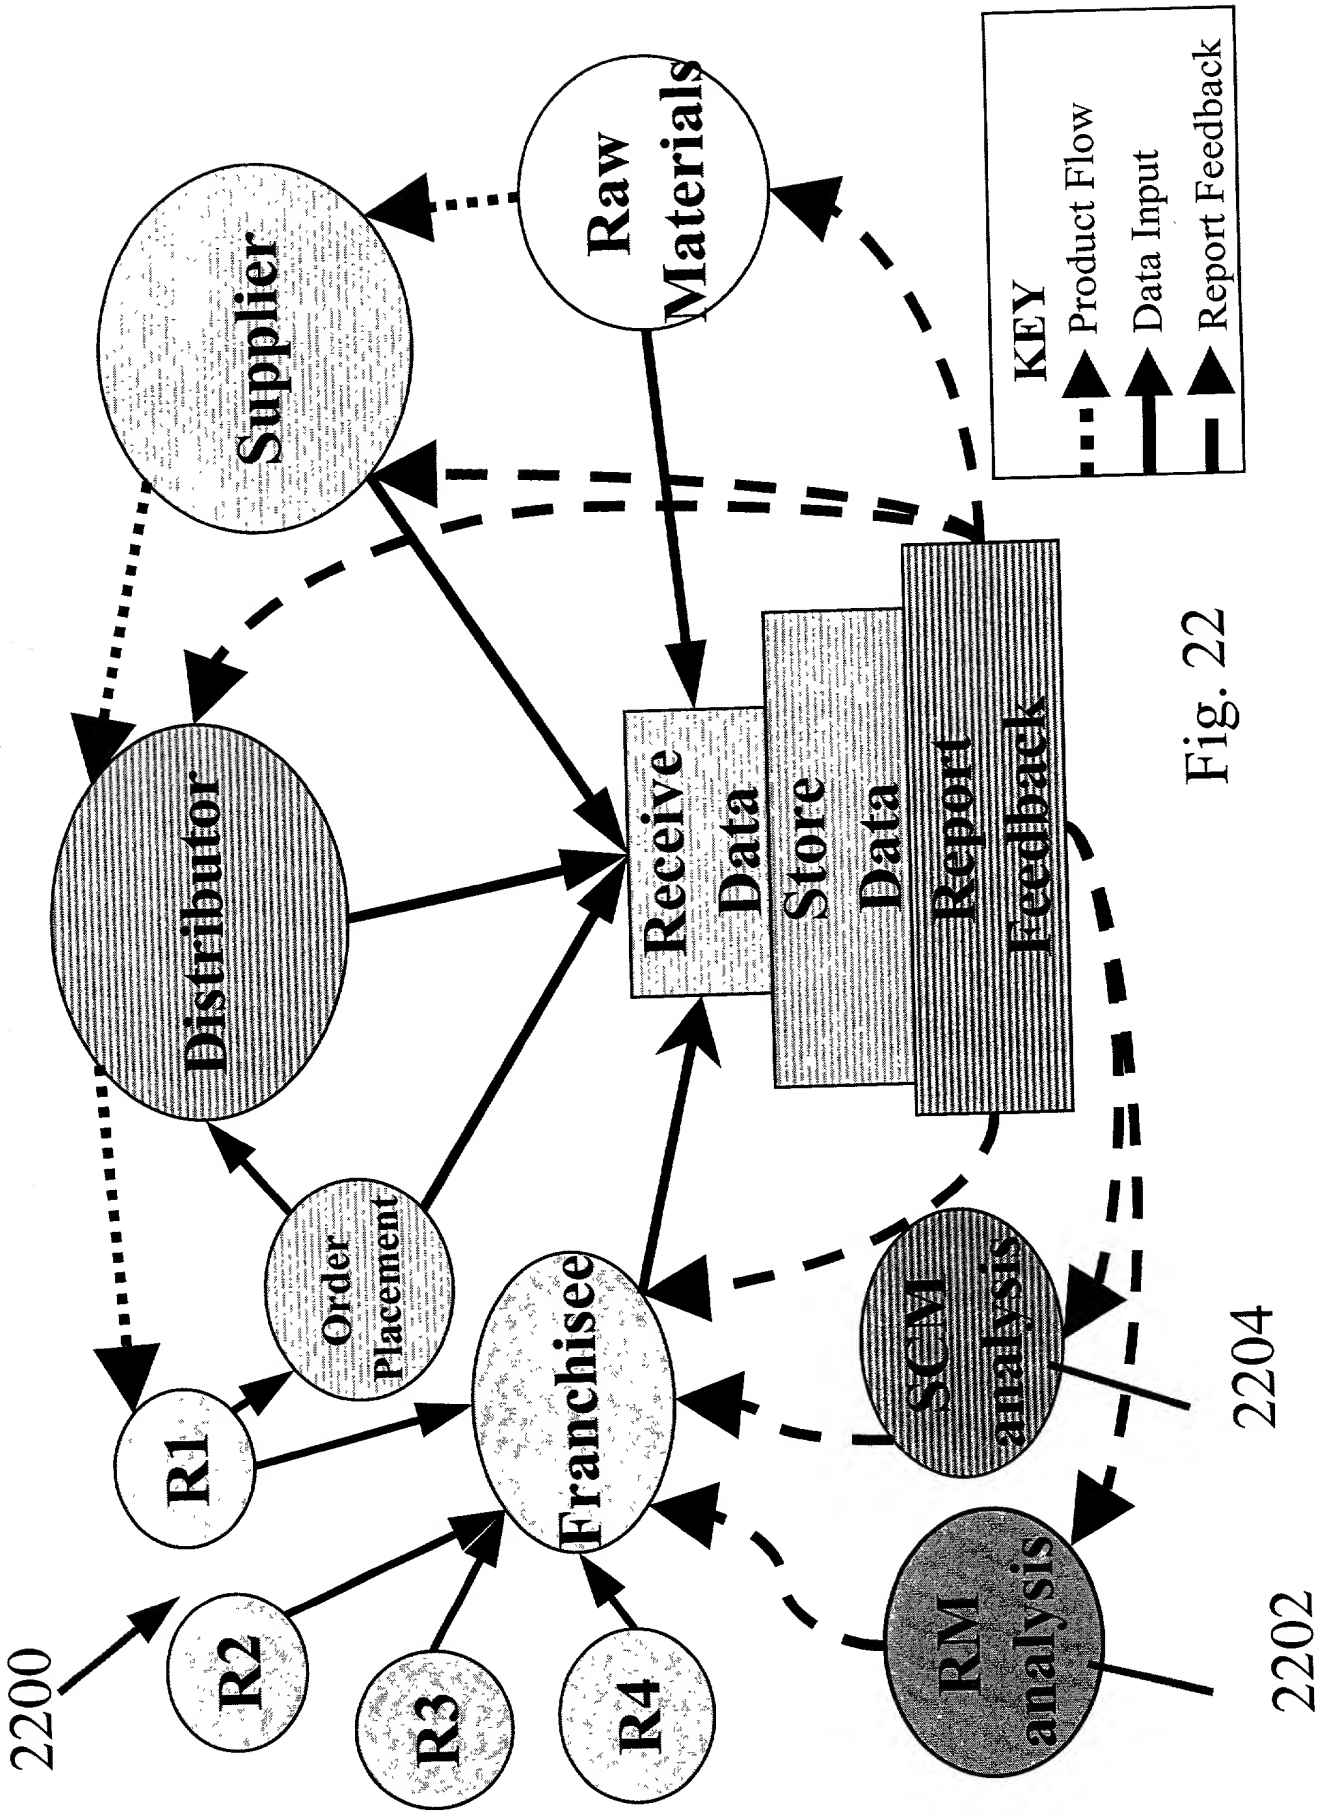 2200
R1
R2
R3
R4
Order
Placement
Distributor
Supplier
Raw
Materials
Franchisee
Receive
Data
Store
Data
Report
Feedback
RM
analysis
SCM
analysis
2202
2204
KEY
Product Flow
Data Input
Report Feedback
Fig. 22